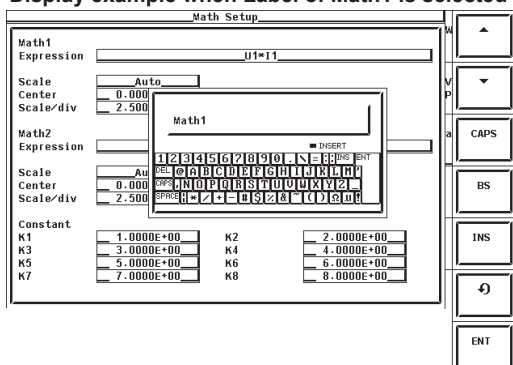 Display example when Label of Math1 is selected
Math Setup
Math1
Expression U1*I1
Scale Auto
Center 0.000
Scale/div 2.500
Math1
INSERT
1 2 3 4 5 6 7 8 9 0 . \ = : ; INS ENT
DEL @ A B C D E F G H I J K L M '
CAPS , N O P Q R S T U V W X Y Z _
SPACE * / + - # $ % & ~ ( ) Ω µ !
Math2
Expression
Scale Au
Center 0.000
Scale/div 2.500
Constant
K1 1.0000E+00 K2 2.0000E+00
K3 3.0000E+00 K4 4.0000E+00
K5 5.0000E+00 K6 6.0000E+00
K7 7.0000E+00 K8 8.0000E+00
CAPS
BS
INS
ENT